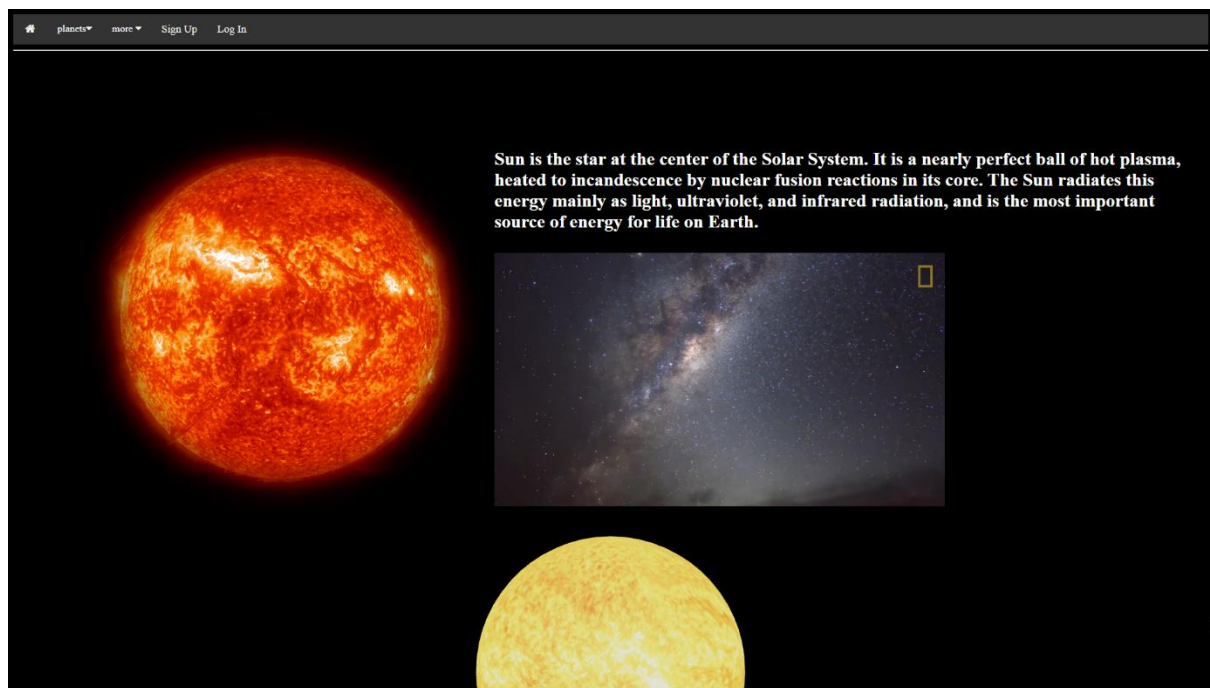 planets more Sign Up Log In
Sun is the star at the center of the Solar System. It is a nearly perfect ball of hot plasma,
heated to incandescence by nuclear fusion reactions in its core. The Sun radiates this
energy mainly as light, ultraviolet, and infrared radiation, and is the most important
source of energy for life on Earth.